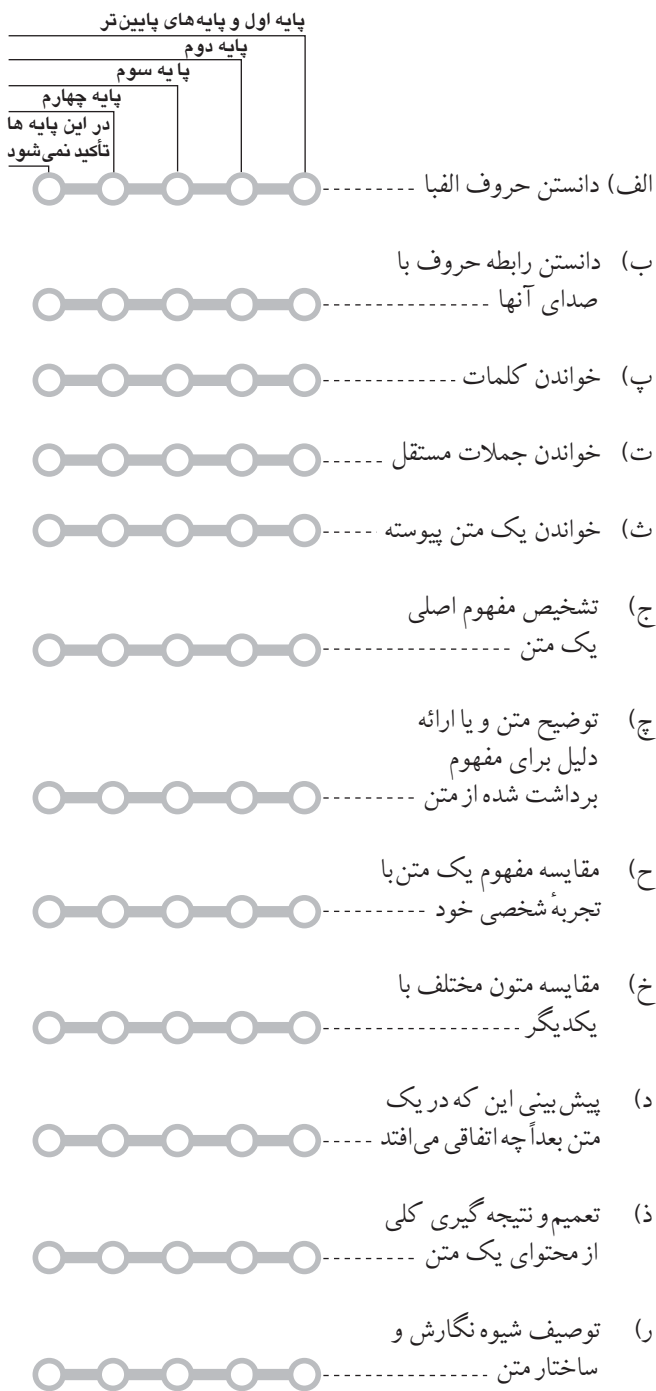 پایه اول و پایه‌های پایین‌تر
پایه دوم
پایه سوم
پایه چهارم
در این پایه ها
تأکید نمی‌شود
الف) دانستن حروف الفبا
ب) دانستن رابطه حروف با
صدای آنها
پ) خواندن کلمات
ت) خواندن جملات مستقل
ث) خواندن یک متن پیوسته
ج) تشخیص مفهوم اصلی
یک متن
چ) توضیح متن و یا ارائه
دلیل برای مفهوم
برداشت شده از متن
ح) مقایسه مفهوم یک متن با
تجربهٔ شخصی خود
خ) مقایسه متون مختلف با
یکدیگر
د) پیش‌بینی این که در یک
متن بعداً چه اتفاقی می‌افتد
ذ) تعمیم و نتیجه گیری کلی
از محتوای یک متن
ر) توصیف شیوه نگارش و
ساختار متن